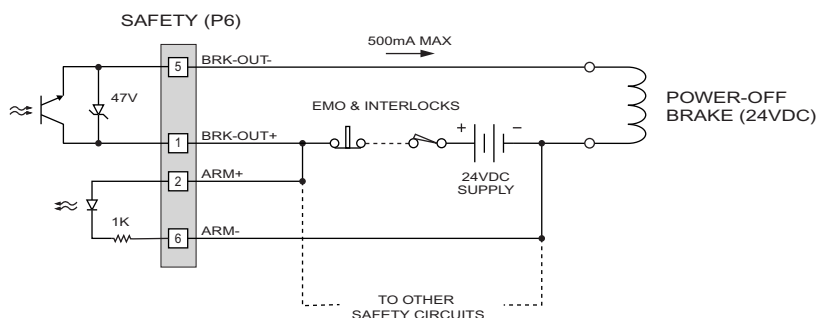 SAFETY (P6)
500mA MAX
5 BRK-OUT-
47V
EMO & INTERLOCKS
POWER-OFF
BRAKE (24VDC)
1 BRK-OUT+
+ −
24VDC
SUPPLY
2 ARM+
1K
6 ARM-
TO OTHER
SAFETY CIRCUITS